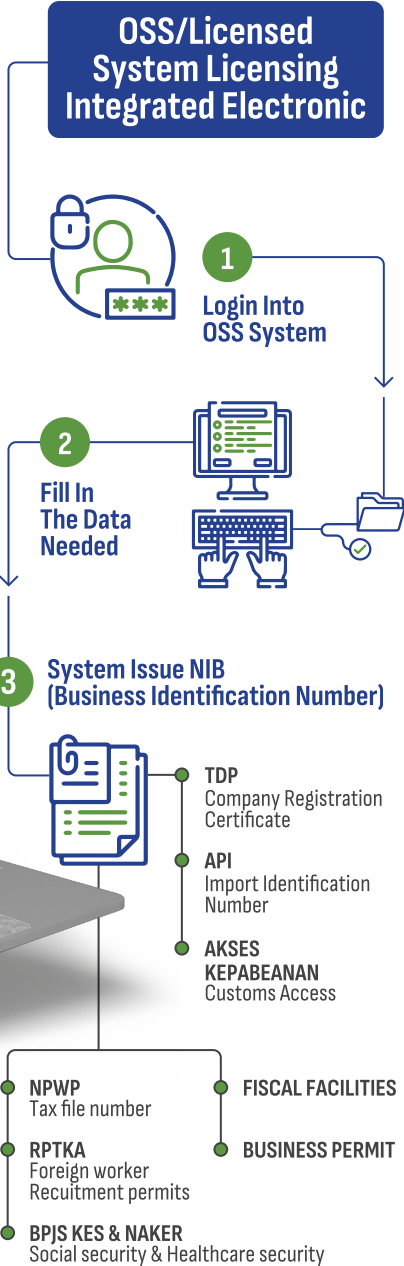 OSS/Licensed
System Licensing
Integrated Electronic
***
1
Login Into
OSS System
2
Fill In
The Data
Needed
3
System Issue NIB
(Business Identification Number)
TDP
Company Registration
Certificate
API
Import Identification
Number
AKSES
KEPABEANAN
Customs Access
NPWP
Tax file number
RPTKA
Foreign worker
Recuitment permits
BPJS KES & NAKER
Social security & Healthcare security
FISCAL FACILITIES
BUSINESS PERMIT